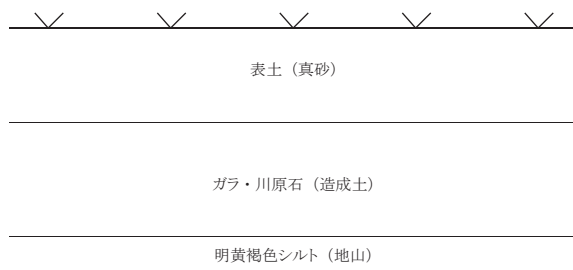 表土（真砂）
ガラ・川原石（造成土）
明黄褐色シルト（地山）